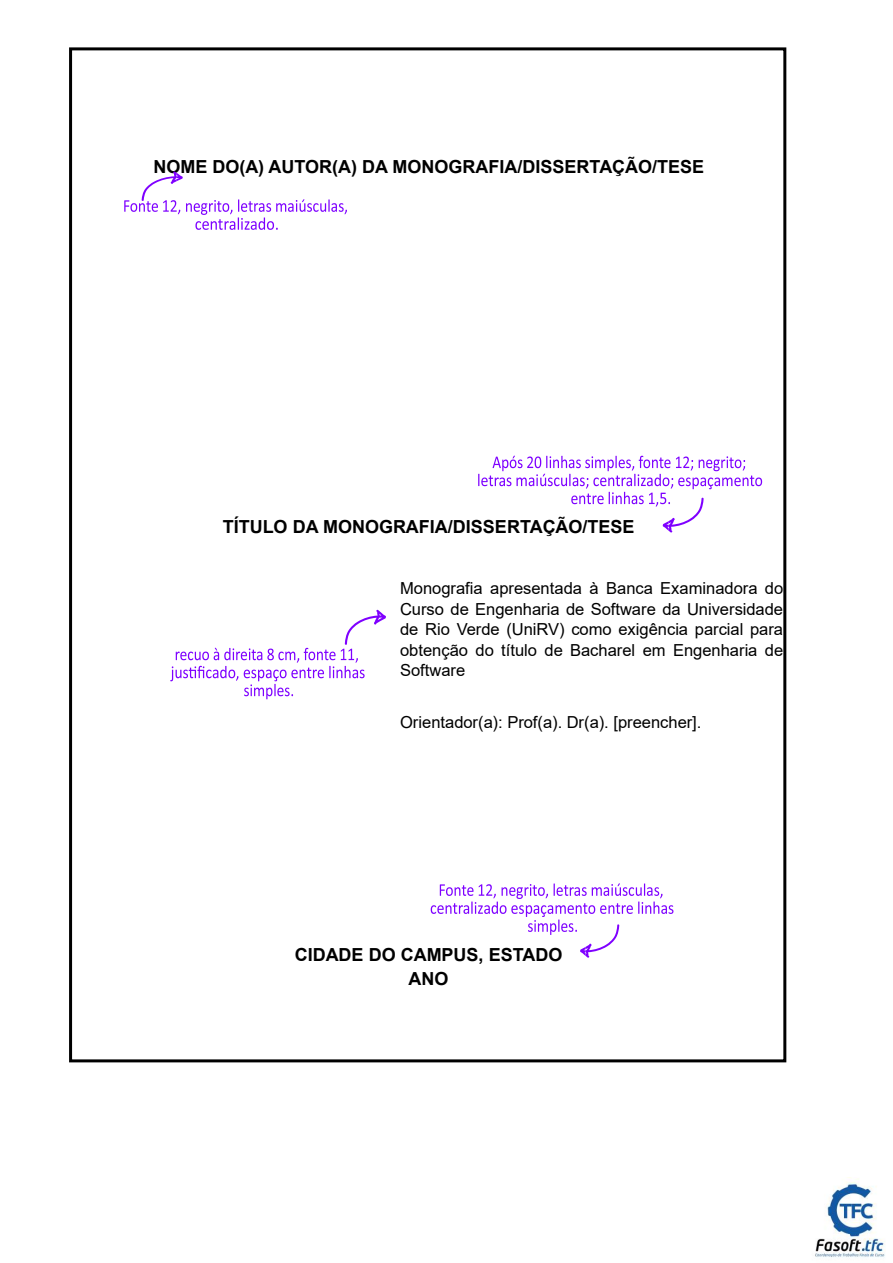 NOME DO(A) AUTOR(A) DA MONOGRAFIA/DISSERTAÇÃO/TESE
Fonte 12, negrito, letras maiúsculas,
centralizado.
Após 20 linhas simples, fonte 12; negrito;
letras maiúsculas; centralizado; espaçamento
entre linhas 1,5.
TÍTULO DA MONOGRAFIA/DISSERTAÇÃO/TESE
Monografia apresentada à Banca Examinadora do
Curso de Engenharia de Software da Universidade
de Rio Verde (UniRV) como exigência parcial para
obtenção do título de Bacharel em Engenharia de
Software
recuo à direita 8 cm, fonte 11,
justificado, espaço entre linhas
simples.
Orientador(a): Prof(a). Dr(a). [preencher].
Fonte 12, negrito, letras maiúsculas,
centralizado espaçamento entre linhas
simples.
CIDADE DO CAMPUS, ESTADO
ANO
TFC
Fasoft.tfc